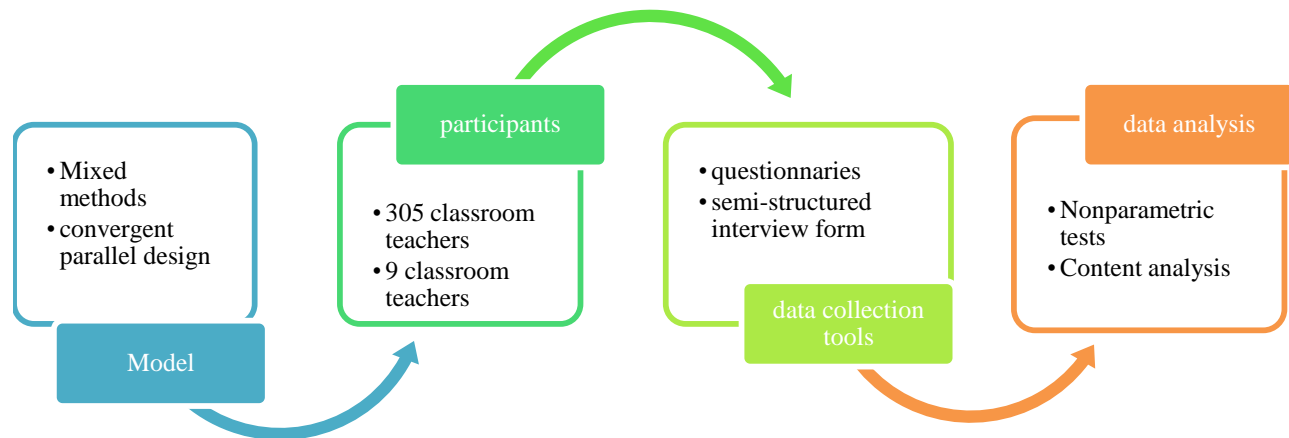 • Mixed
methods
• convergent
parallel design
Model
participants
• 305 classroom
teachers
• 9 classroom
teachers
• questionnaries
• semi-structured
interview form
data collection
tools
data analysis
• Nonparametric
tests
• Content analysis